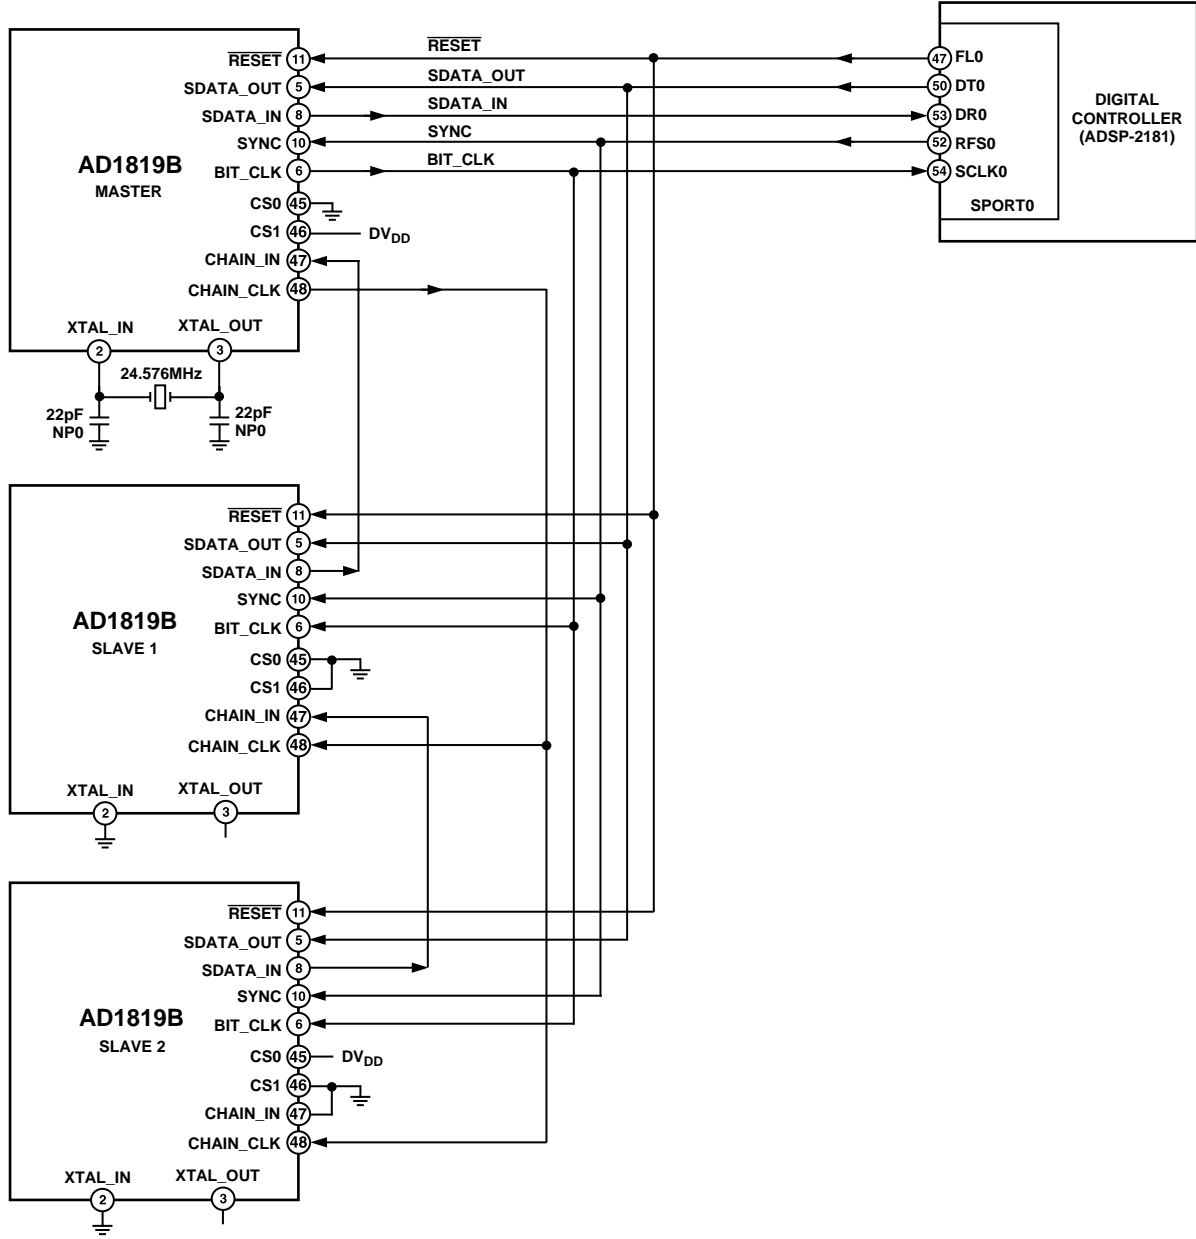 RESET 11 RESET 47 FL0
SDATA_OUT 5 SDATA_OUT 50 DT0
SDATA_IN 8 SDATA_IN 53 DR0
SYNC 10 SYNC 52 RFS0
BIT_CLK 6 BIT_CLK 54 SCLK0
DIGITAL
CONTROLLER
(ADSP-2181)
SPORT0
AD1819B
MASTER
CS0 45
CS1 46 DVDD
CHAIN_IN 47
CHAIN_CLK 48
XTAL_IN XTAL_OUT
2 3
24.576MHz
22pF
NP0
22pF
NP0
RESET 11
SDATA_OUT 5
SDATA_IN 8
SYNC 10
AD1819B
SLAVE 1
BIT_CLK 6
CS0 45
CS1 46
CHAIN_IN 47
CHAIN_CLK 48
XTAL_IN XTAL_OUT
2 3
RESET 11
SDATA_OUT 5
SDATA_IN 8
SYNC 10
AD1819B
SLAVE 2
BIT_CLK 6
CS0 45 DVDD
CS1 46
CHAIN_IN 47
CHAIN_CLK 48
XTAL_IN XTAL_OUT
2 3